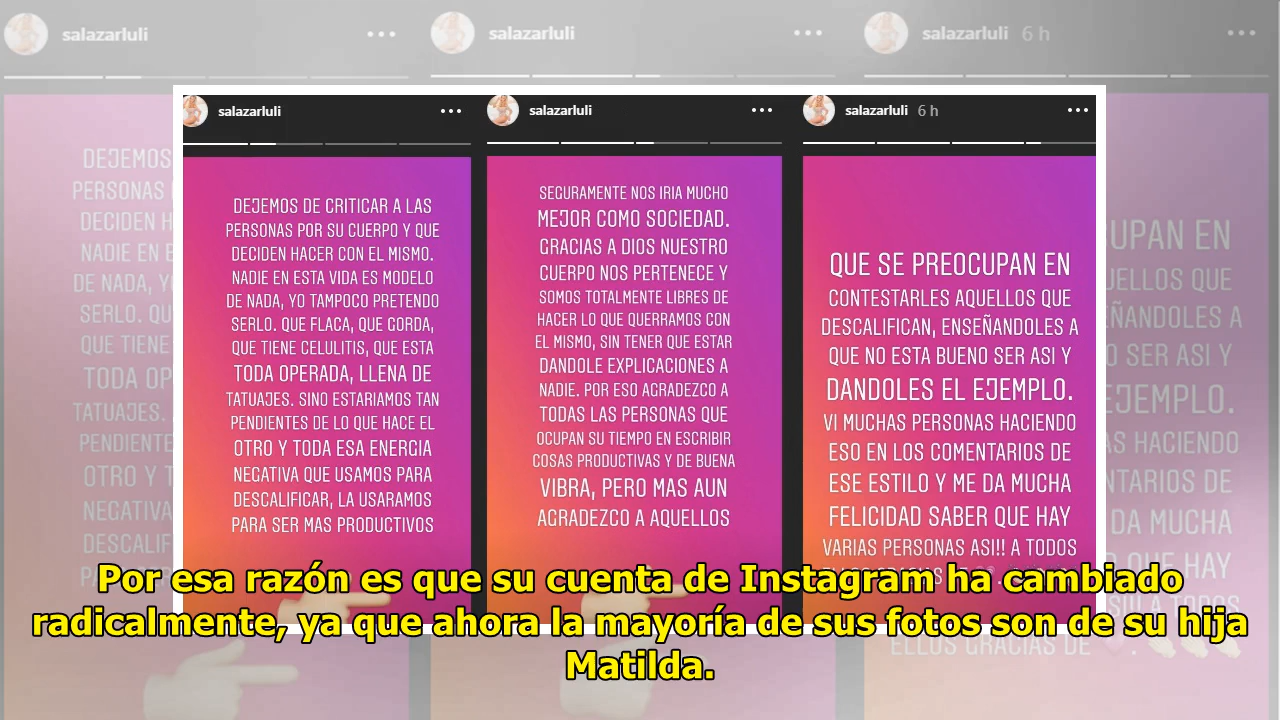 salazarluli
salazarluli
salazarluli 6 h
salazarluli
DEJEMOS DE CRITICAR A LAS
PERSONAS POR SU CUERPO Y QUE
DECIDEN HACER CON EL MISMO.
NADIE EN ESTA VIDA ES MODELO
DE NADA, YO TAMPOCO PRETENDO
SERLO. QUE FLACA, QUE GORDA,
QUE TIENE CELULITIS, QUE ESTA
TODA OPERADA, LLENA DE
TATUAJES. SINO ESTARIAMOS TAN
PENDIENTES DE LO QUE HACE EL
OTRO Y TODA ESA ENERGIA
NEGATIVA QUE USAMOS PARA
DESCALIFICAR, LA USARAMOS
PARA SER MAS PRODUCTIVOS
salazarluli
SEGURAMENTE NOS IRIA MUCHO
MEJOR COMO SOCIEDAD.
GRACIAS A DIOS NUESTRO
CUERPO NOS PERTENECE Y
SOMOS TOTALMENTE LIBRES DE
HACER LO QUE QUERRAMOS CON
EL MISMO, SIN TENER QUE ESTAR
DANDOLE EXPLICACIONES A
NADIE. POR ESO AGRADEZCO A
TODAS LAS PERSONAS QUE
OCUPAN SU TIEMPO EN ESCRIBIR
COSAS PRODUCTIVAS Y DE BUENA
VIBRA, PERO MAS AUN
AGRADEZCO A AQUELLOS
salazarluli 6 h
QUE SE PREOCUPAN EN
CONTESTARLES AQUELLOS QUE
DESCALIFICAN, ENSEÑANDOLES A
QUE NO ESTA BUENO SER ASI Y
DANDOLES EL EJEMPLO.
VI MUCHAS PERSONAS HACIENDO
ESO EN LOS COMENTARIOS DE
ESE ESTILO Y ME DA MUCHA
FELICIDAD SABER QUE HAY
VARIAS PERSONAS ASI!! A TODOS
ELLOS GRACIAS DE
Por esa razón es que su cuenta de Instagram ha cambiado
radicalmente, ya que ahora la mayoría de sus fotos son de su hija
Matilda.